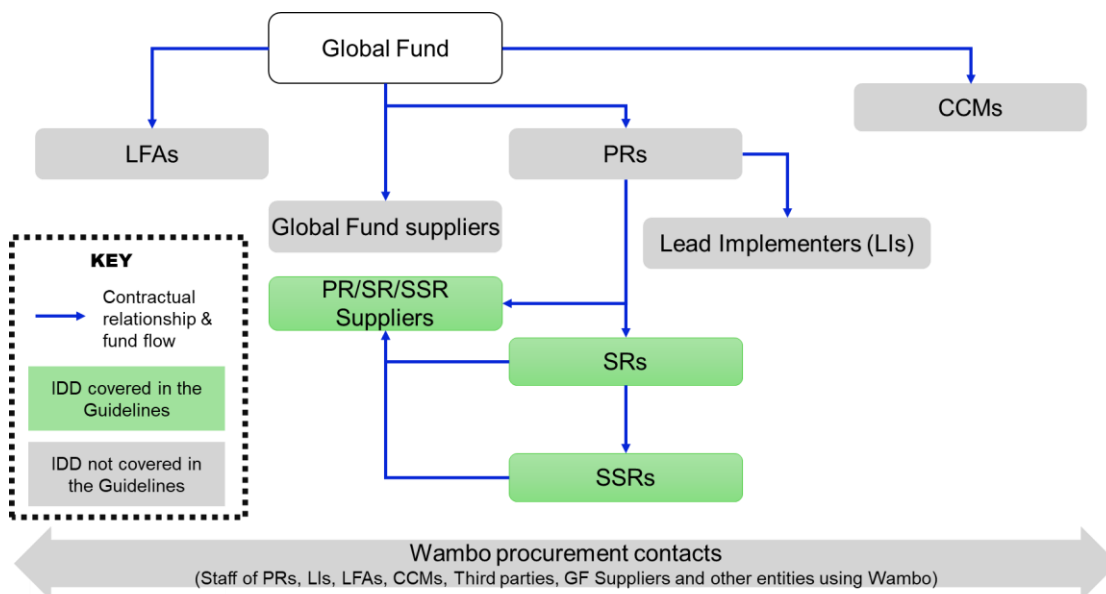 Global Fund
CCMs
LFAs
PRs
Global Fund suppliers
Lead Implementers (LIs)
KEY
Contractual
relationship &
fund flow
IDD covered in the
Guidelines
IDD not covered in
the Guidelines
PR/SR/SSR
Suppliers
SRs
SSRs
Wambo procurement contacts
(Staff of PRs, LIs, LFAs, CCMs, Third parties, GF Suppliers and other entities using Wambo)